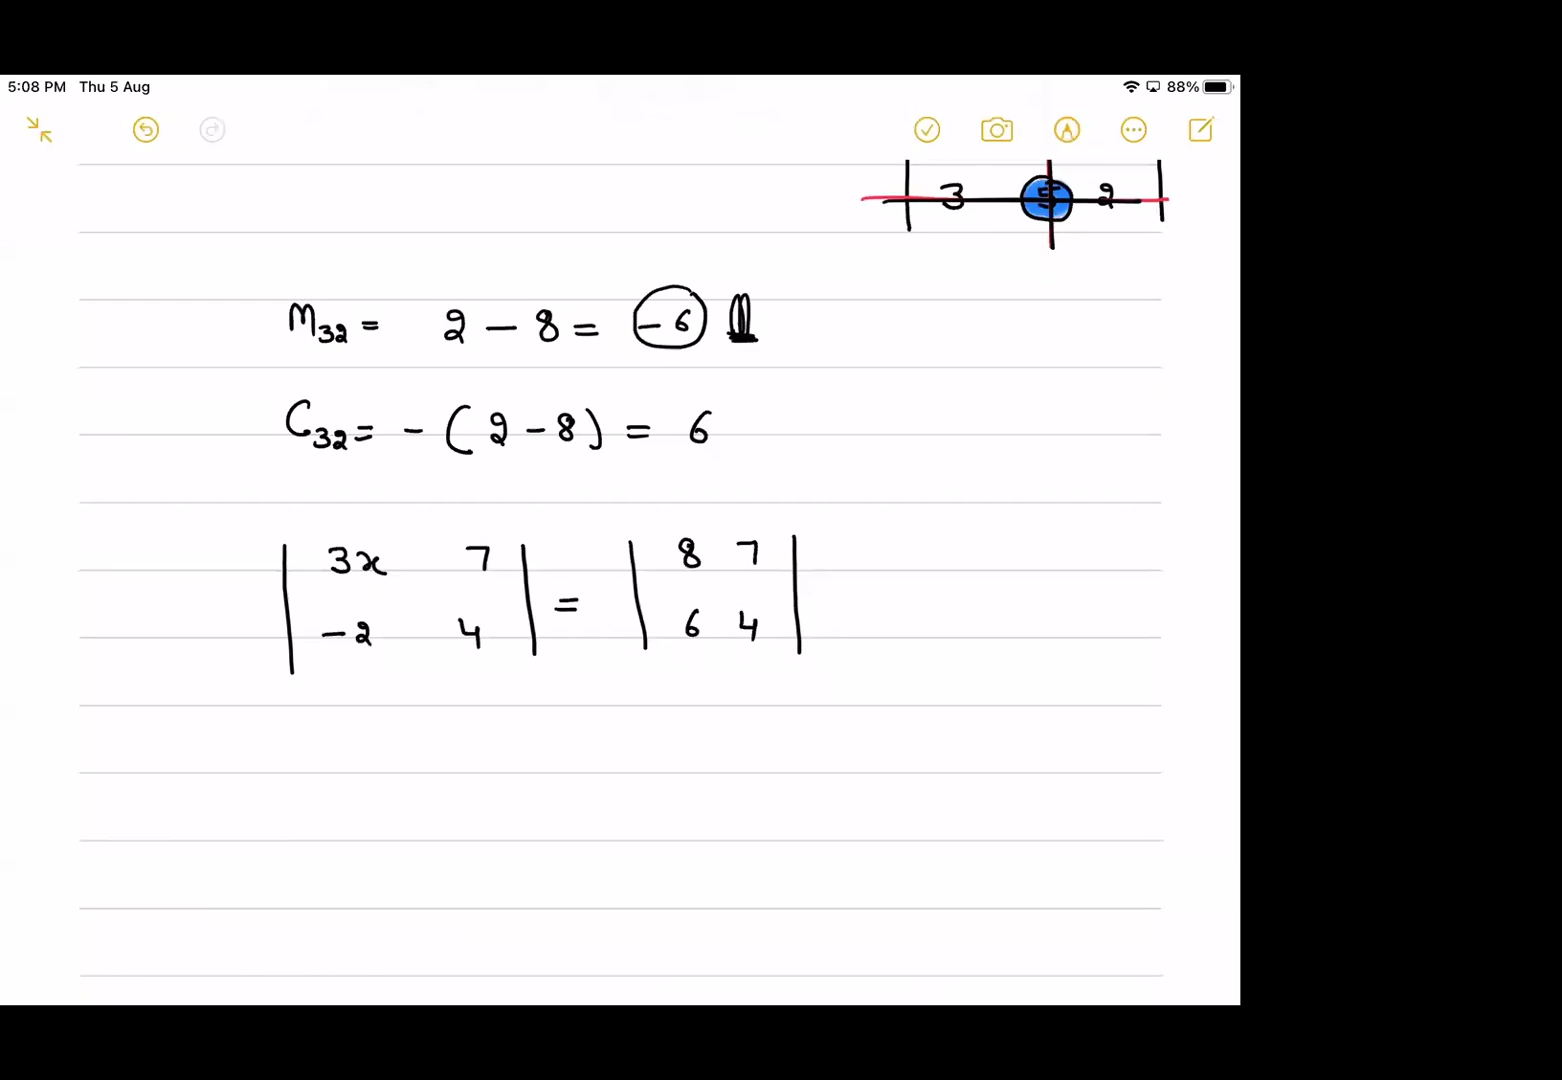 5:08 PM Thu 5 Aug 88%
3 5 2
M32 = 2 - 8 = -6
C32 = - (2 - 8) = 6
| 3x 7 | = | 8 7 |
| -2 4 | | 6 4 |